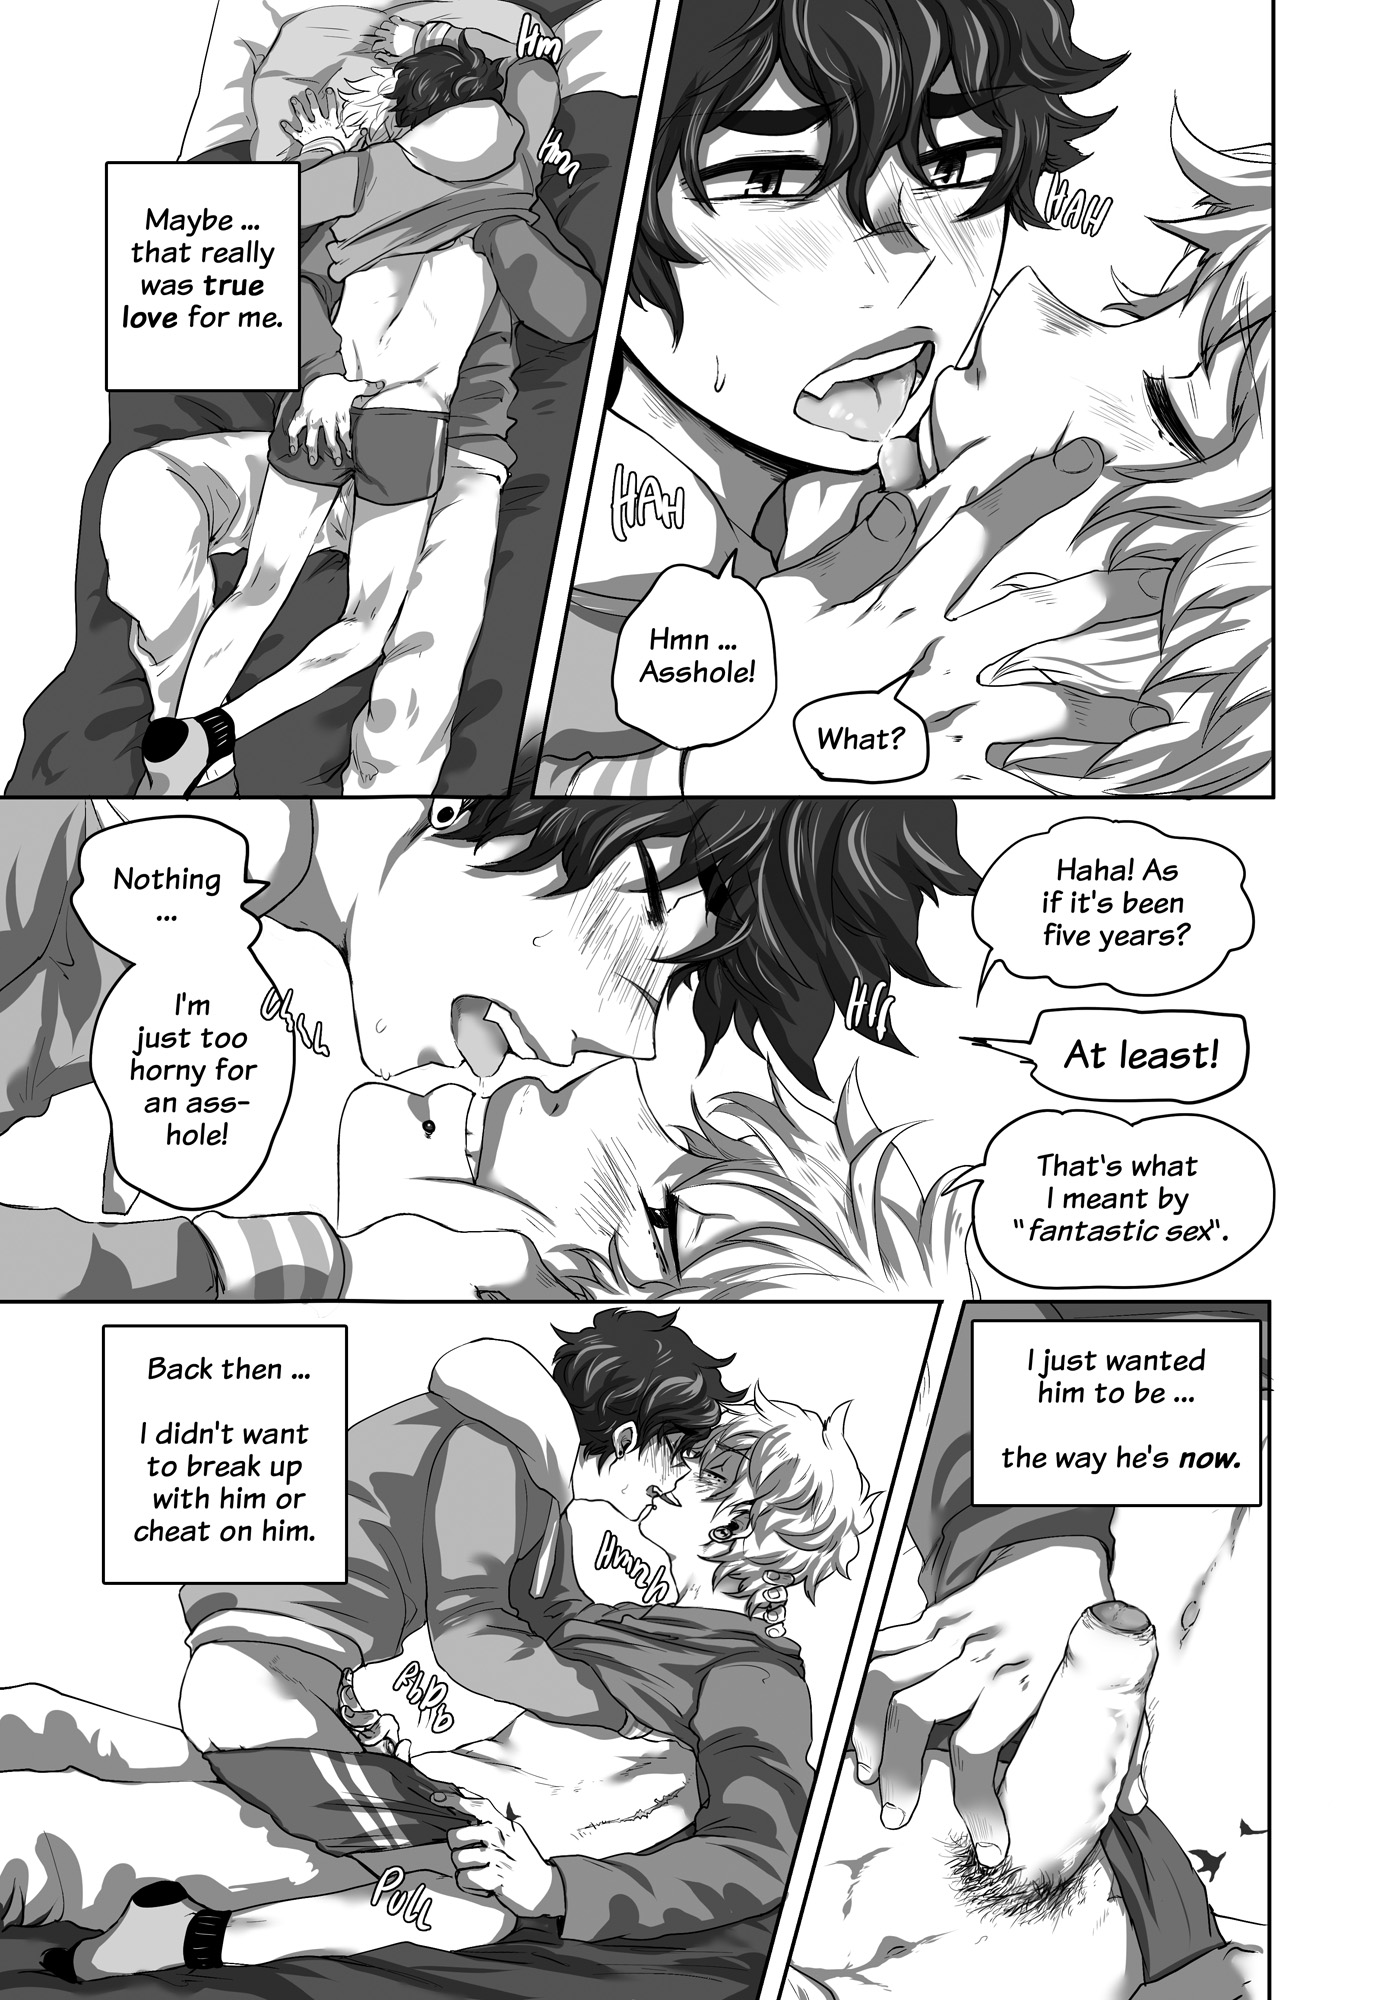 Hm
Hmm
Maybe ...
that really
was true
love for me.
HAH
HAH
Hmn ...
Asshole!
What?
Nothing
...
I'm
just too
horny for
an ass-
hole!
Haha! As
if it's been
five years?
At least!
That's what
I meant by
"fantastic sex".
Back then ...
I didn't want
to break up
with him or
cheat on him.
Hmnh
PULL
I just wanted
him to be ...
the way he's now.